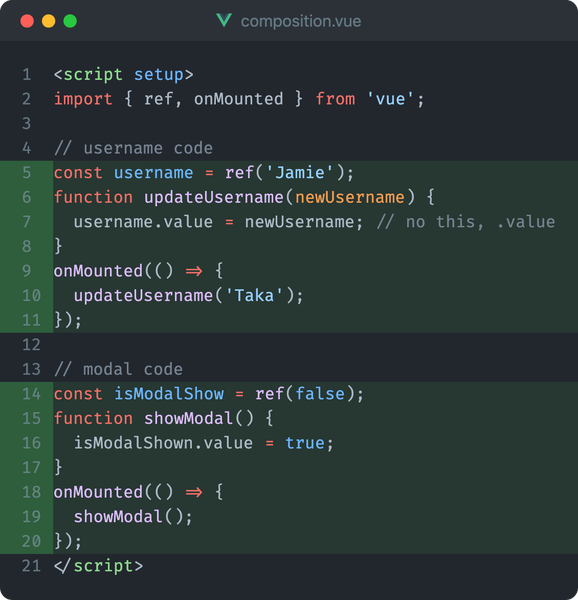 composition.vue
1 <script setup>
2 import { ref, onMounted } from 'vue';
3
4 // username code
5 const username = ref('Jamie');
6 function updateUsername(newUsername) {
7   username.value = newUsername; // no this, .value
8 }
9 onMounted(() => {
10   updateUsername('Taka');
11 });
12
13 // modal code
14 const isModalShow = ref(false);
15 function showModal() {
16   isModalShown.value = true;
17 }
18 onMounted(() => {
19   showModal();
20 });
21 </script>